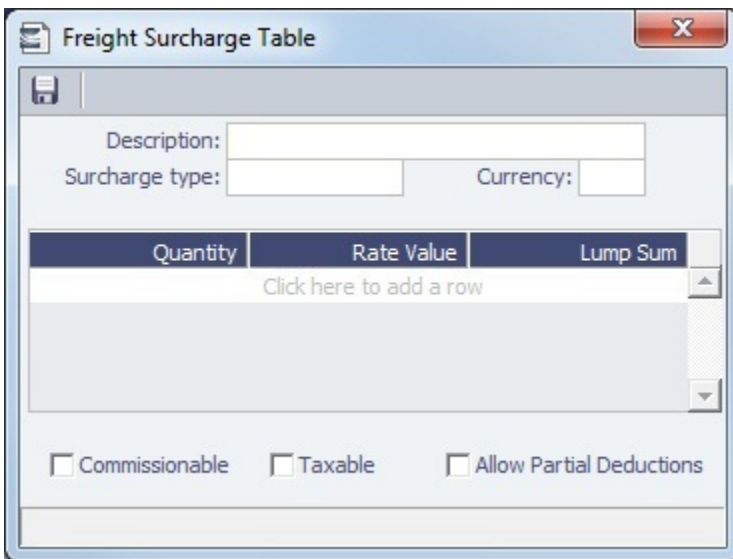 Freight Surcharge Table
Description:
Surcharge type: Currency:
Quantity Rate Value Lump Sum
Click here to add a row
Commissionable Taxable Allow Partial Deductions